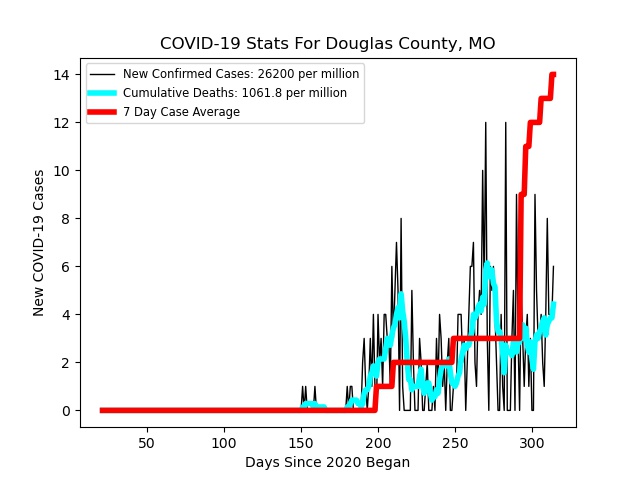 COVID-19 Stats For Douglas County, MO
New Confirmed Cases: 26200 per million
Cumulative Deaths: 1061.8 per million
7 Day Case Average
New COVID-19 Cases
14
12
10
8
6
4
2
0
50 100 150 200 250 300
Days Since 2020 Began